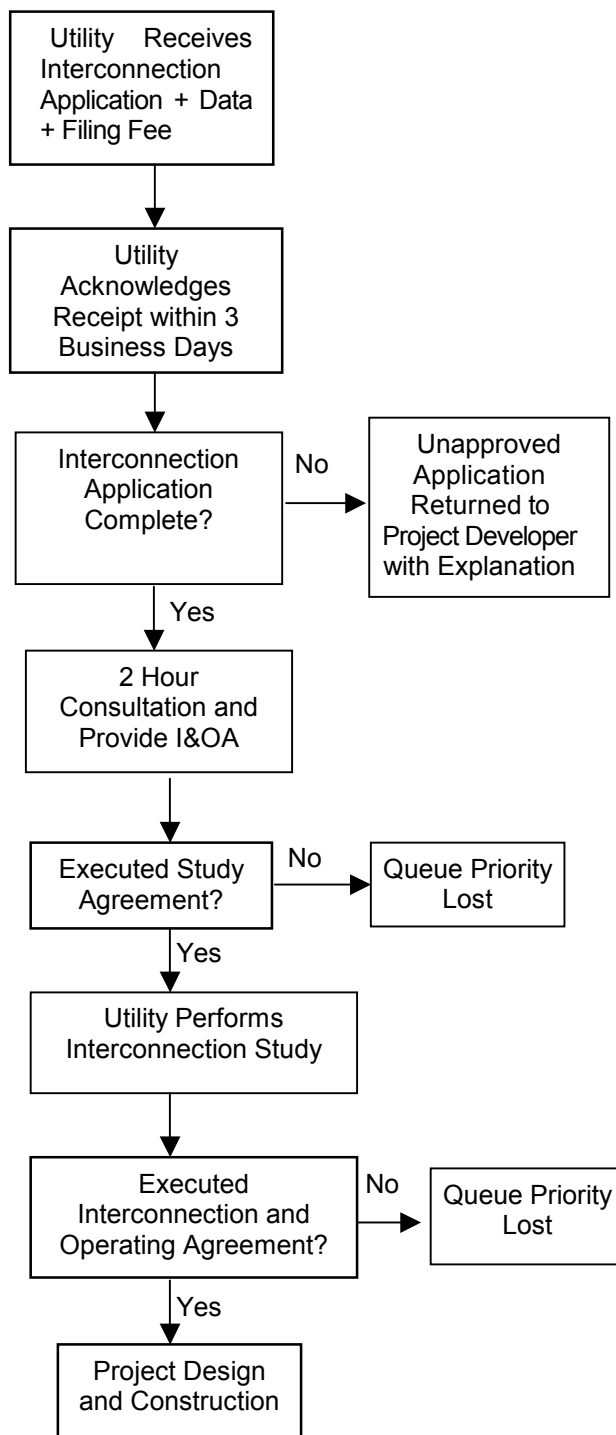 Utility Receives
Interconnection
Application + Data
+ Filing Fee
Utility
Acknowledges
Receipt within 3
Business Days
Interconnection
Application
Complete?
No
Unapproved
Application
Returned to
Project Developer
with Explanation
Yes
2 Hour
Consultation and
Provide I&OA
Executed Study
Agreement?
No
Queue Priority
Lost
Yes
Utility Performs
Interconnection Study
Executed
Interconnection and
Operating Agreement?
No
Queue Priority
Lost
Yes
Project Design
and Construction